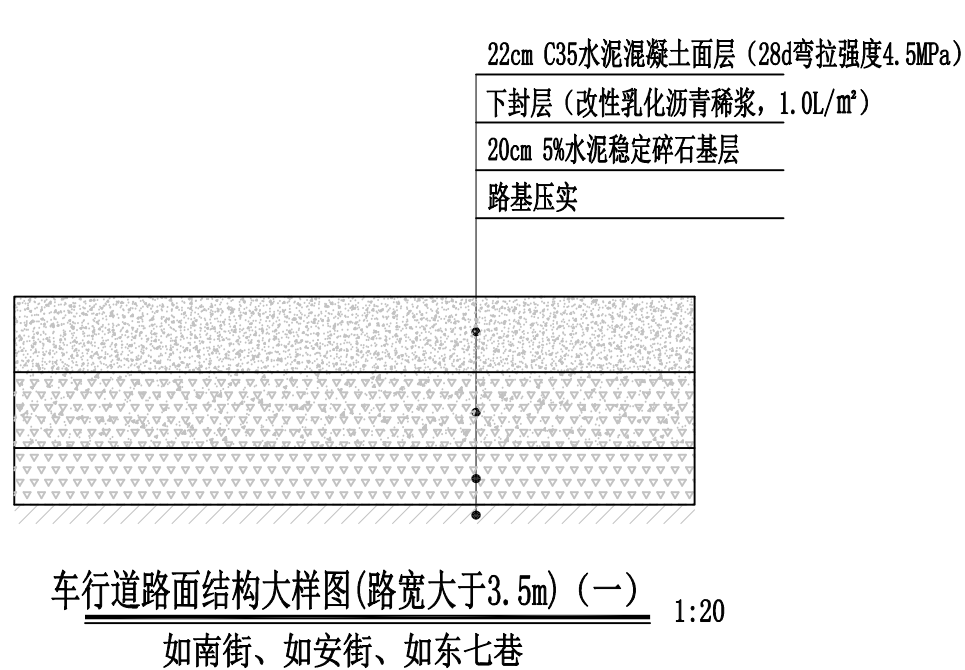 22cm C35水泥混凝土面层（28d弯拉强度4.5MPa）
下封层（改性乳化沥青稀浆，1.0L/㎡）
20cm 5%水泥稳定碎石基层
路基压实
车行道路面结构大样图(路宽大于3.5m)（一） 1:20
如南街、如安街、如东七巷